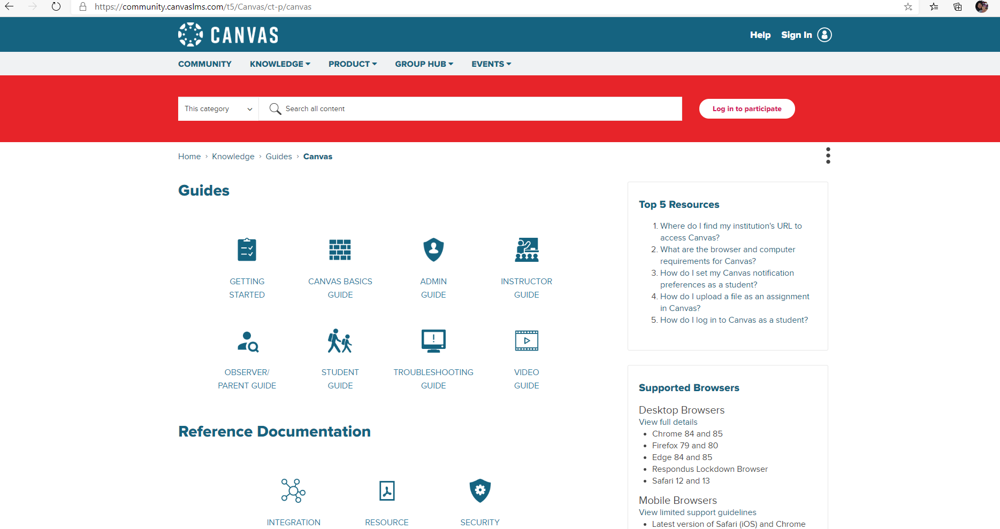 https://community.canvaslms.com/t5/Canvas/ct-p/canvas
CANVAS
Help Sign In
COMMUNITY KNOWLEDGE PRODUCT GROUP HUB EVENTS
This category Search all content Log in to participate
Home › Knowledge › Guides › Canvas
Guides
GETTING
STARTED
CANVAS BASICS
GUIDE
ADMIN
GUIDE
INSTRUCTOR
GUIDE
OBSERVER/
PARENT GUIDE
STUDENT
GUIDE
TROUBLESHOOTING
GUIDE
VIDEO
GUIDE
Reference Documentation
INTEGRATION
RESOURCE
SECURITY
Top 5 Resources
1. Where do I find my institution's URL to
access Canvas?
2. What are the browser and computer
requirements for Canvas?
3. How do I set my Canvas notification
preferences as a student?
4. How do I upload a file as an assignment
in Canvas?
5. How do I log in to Canvas as a student?
Supported Browsers
Desktop Browsers
View full details
• Chrome 84 and 85
• Firefox 79 and 80
• Edge 84 and 85
• Respondus Lockdown Browser
• Safari 12 and 13
Mobile Browsers
View limited support guidelines
• Latest version of Safari (iOS) and Chrome